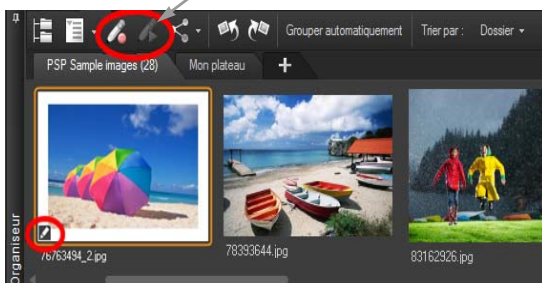 Grouper automatiquement Trier par : Dossier
PSP Sample images (28) Mon plateau +
Organiseur
76763494_2.jpg 78393644.jpg 83162926.jpg